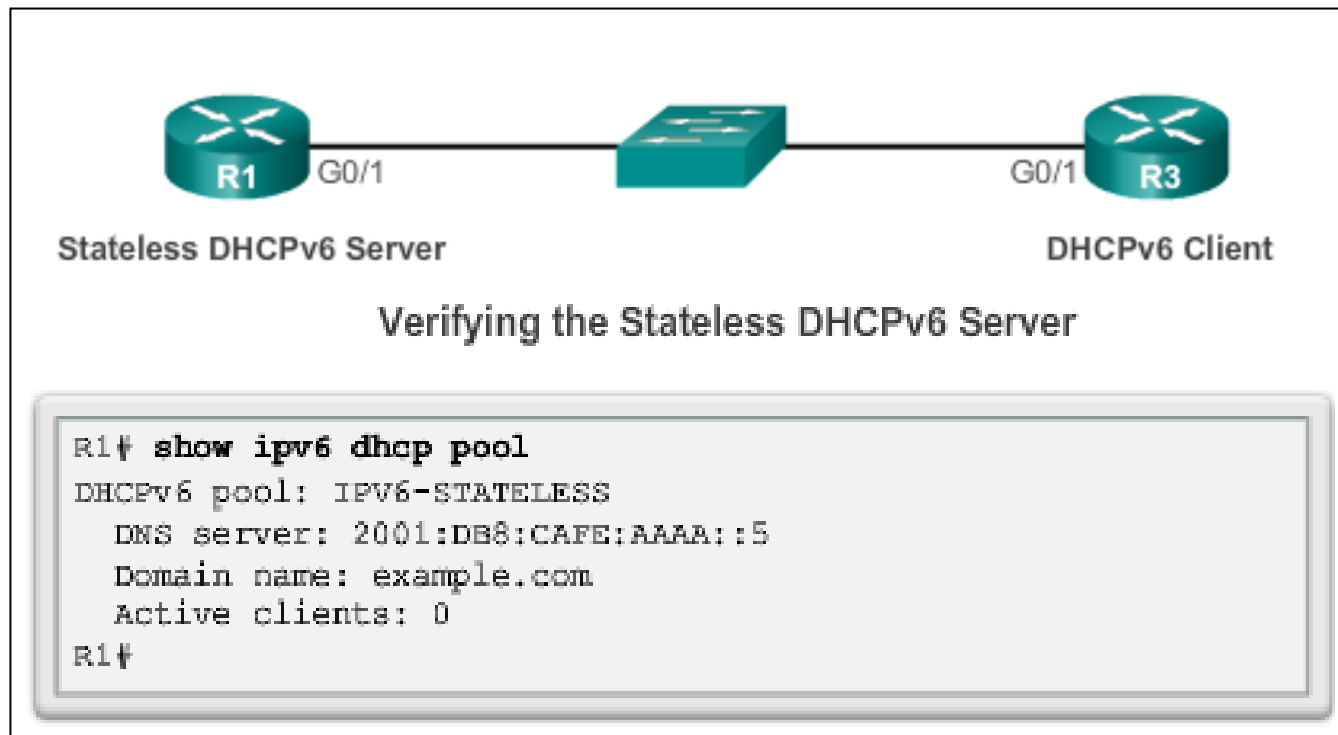 R1
G0/1
G0/1
R3
Stateless DHCPv6 Server
DHCPv6 Client
Verifying the Stateless DHCPv6 Server
R1# show ipv6 dhcp pool
DHCPv6 pool: IPV6-STATELESS
DNS server: 2001:DB8:CAFE:AAAA::5
Domain name: example.com
Active clients: 0
R1#